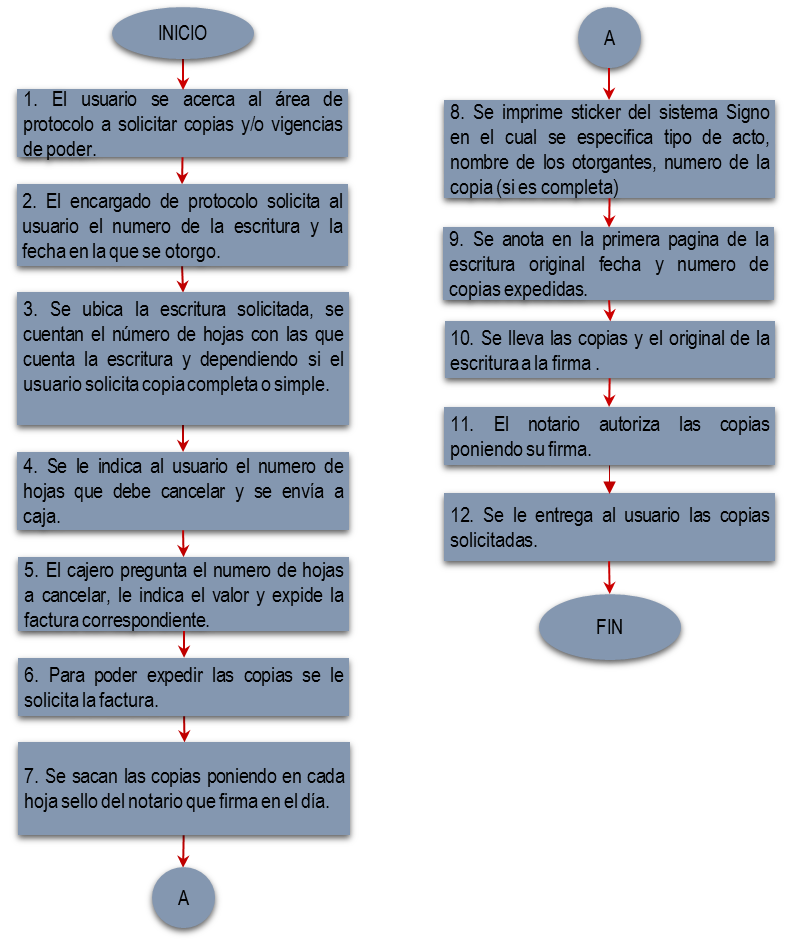 INICIO
1. El usuario se acerca al área de
protocolo a solicitar copias y/o vigencias
de poder.
2. El encargado de protocolo solicita al
usuario el numero de la escritura y la
fecha en la que se otorgo.
3. Se ubica la escritura solicitada, se
cuentan el número de hojas con las que
cuenta la escritura y dependiendo si el
usuario solicita copia completa o simple.
4. Se le indica al usuario el numero de
hojas que debe cancelar y se envía a
caja.
5. El cajero pregunta el numero de hojas
a cancelar, le indica el valor y expide la
factura correspondiente.
6. Para poder expedir las copias se le
solicita la factura.
7. Se sacan las copias poniendo en cada
hoja sello del notario que firma en el día.
A
A
8. Se imprime sticker del sistema Signo
en el cual se especifica tipo de acto,
nombre de los otorgantes, numero de la
copia (si es completa)
9. Se anota en la primera pagina de la
escritura original fecha y numero de
copias expedidas.
10. Se lleva las copias y el original de la
escritura a la firma .
11. El notario autoriza las copias
poniendo su firma.
12. Se le entrega al usuario las copias
solicitadas.
FIN